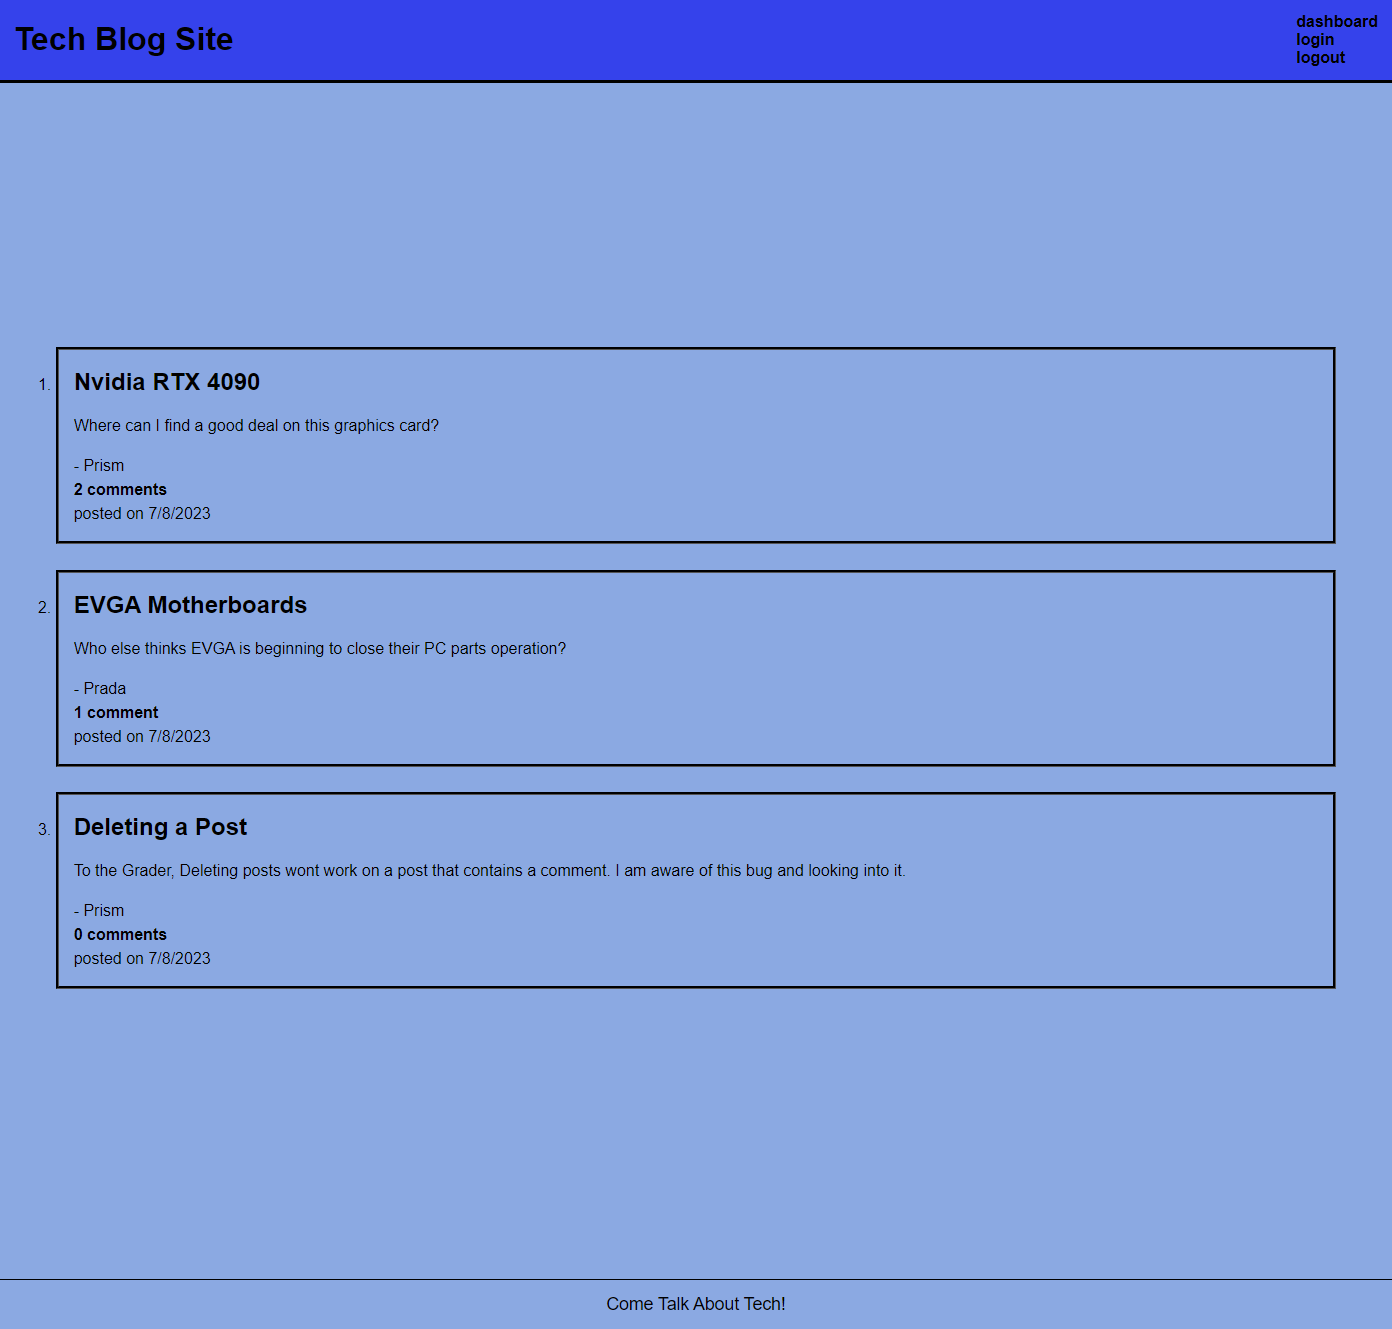 Tech Blog Site
dashboard
login
logout
1.
Nvidia RTX 4090
Where can I find a good deal on this graphics card?
- Prism
2 comments
posted on 7/8/2023
2.
EVGA Motherboards
Who else thinks EVGA is beginning to close their PC parts operation?
- Prada
1 comment
posted on 7/8/2023
3.
Deleting a Post
To the Grader, Deleting posts wont work on a post that contains a comment. I am aware of this bug and looking into it.
- Prism
0 comments
posted on 7/8/2023
Come Talk About Tech!